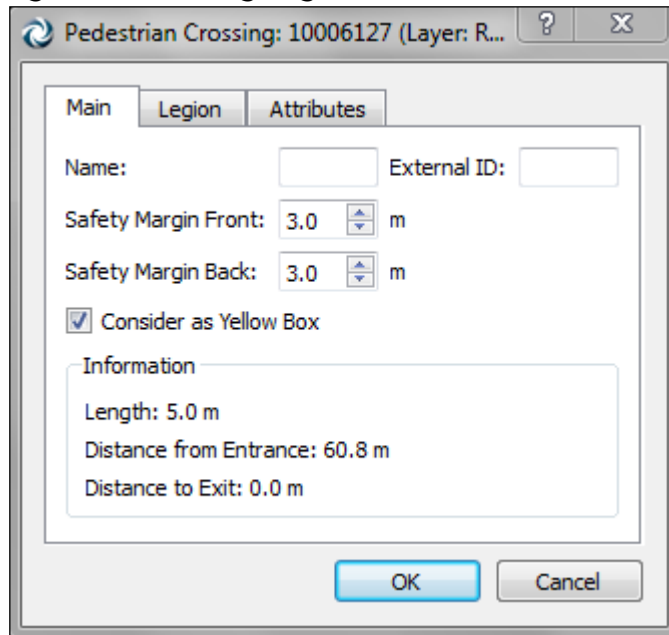 Pedestrian Crossing: 10006127 (Layer: R...
Main Legion Attributes
Name: External ID:
Safety Margin Front: 3.0 m
Safety Margin Back: 3.0 m
Consider as Yellow Box
Information
Length: 5.0 m
Distance from Entrance: 60.8 m
Distance to Exit: 0.0 m
OK Cancel